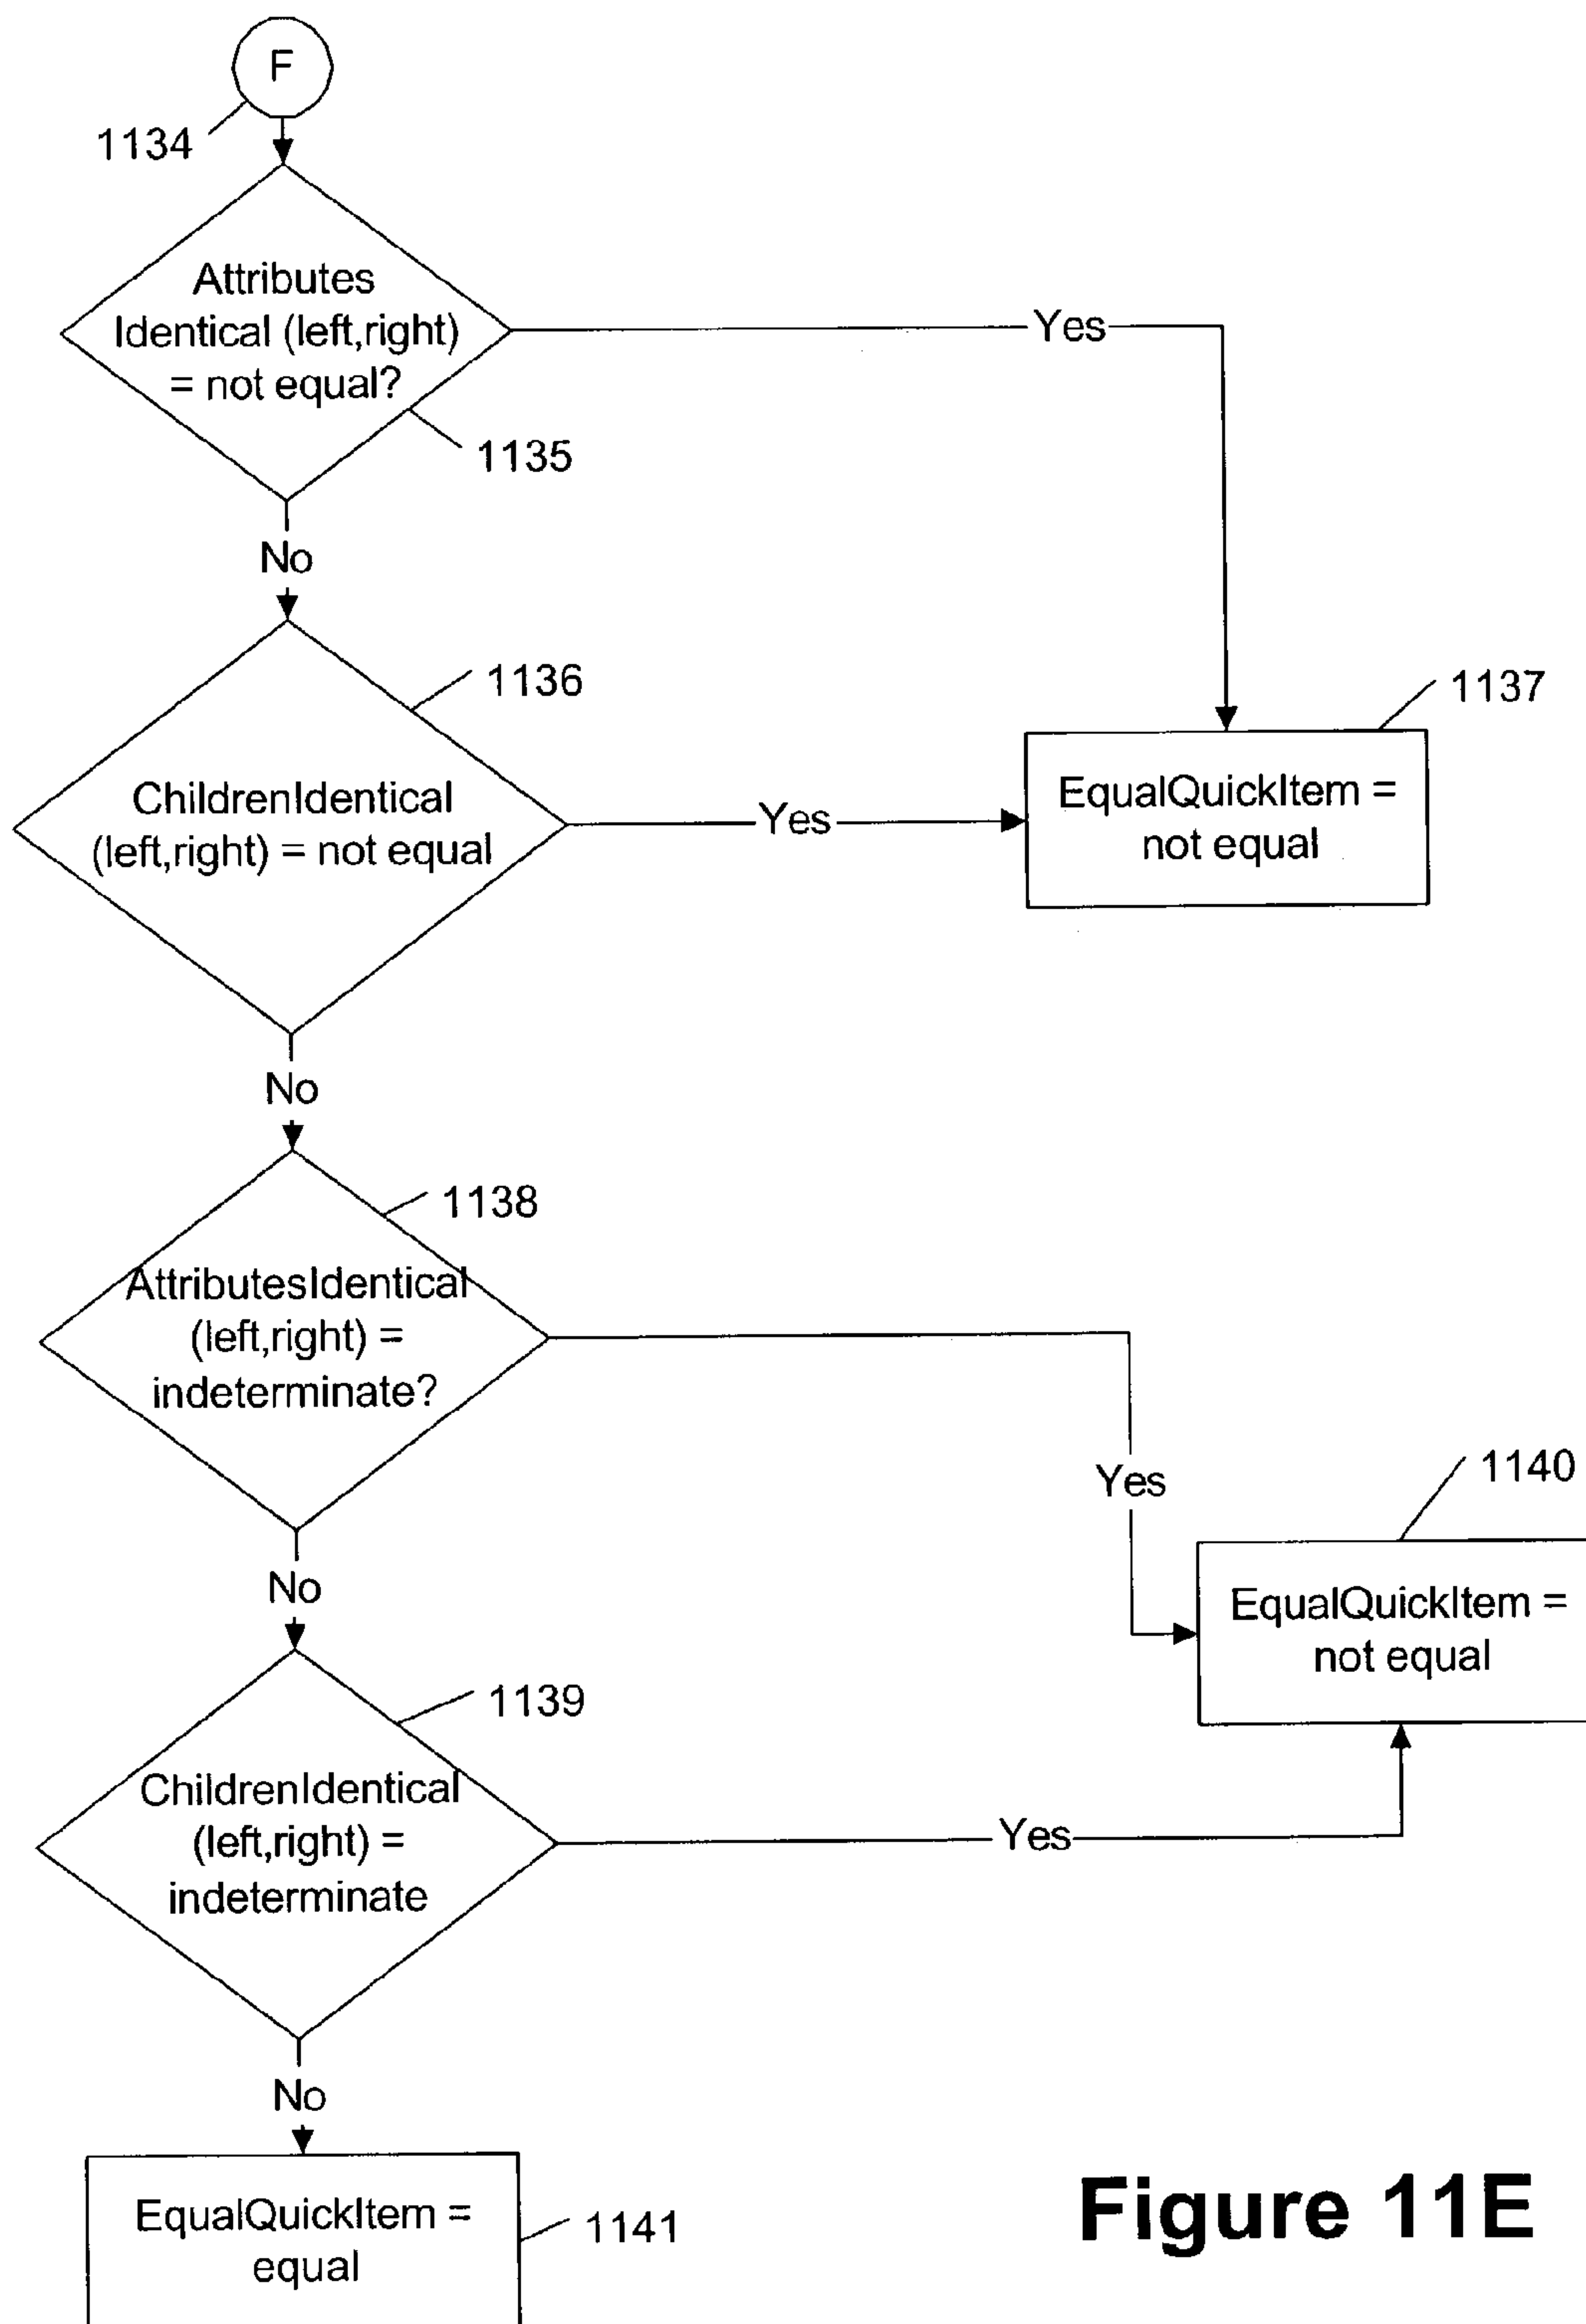 F
1134
Attributes
Identical (left,right)
= not equal?
Yes
1135
No
1136
1137
ChildrenIdentical
(left,right) = not equal
Yes
EqualQuickItem =
not equal
No
1138
AttributesIdentical
(left,right) =
indeterminate?
Yes
1140
No
EqualQuickItem =
not equal
1139
ChildrenIdentical
(left,right) =
indeterminate
Yes
No
EqualQuickItem =
equal
1141
Figure 11E